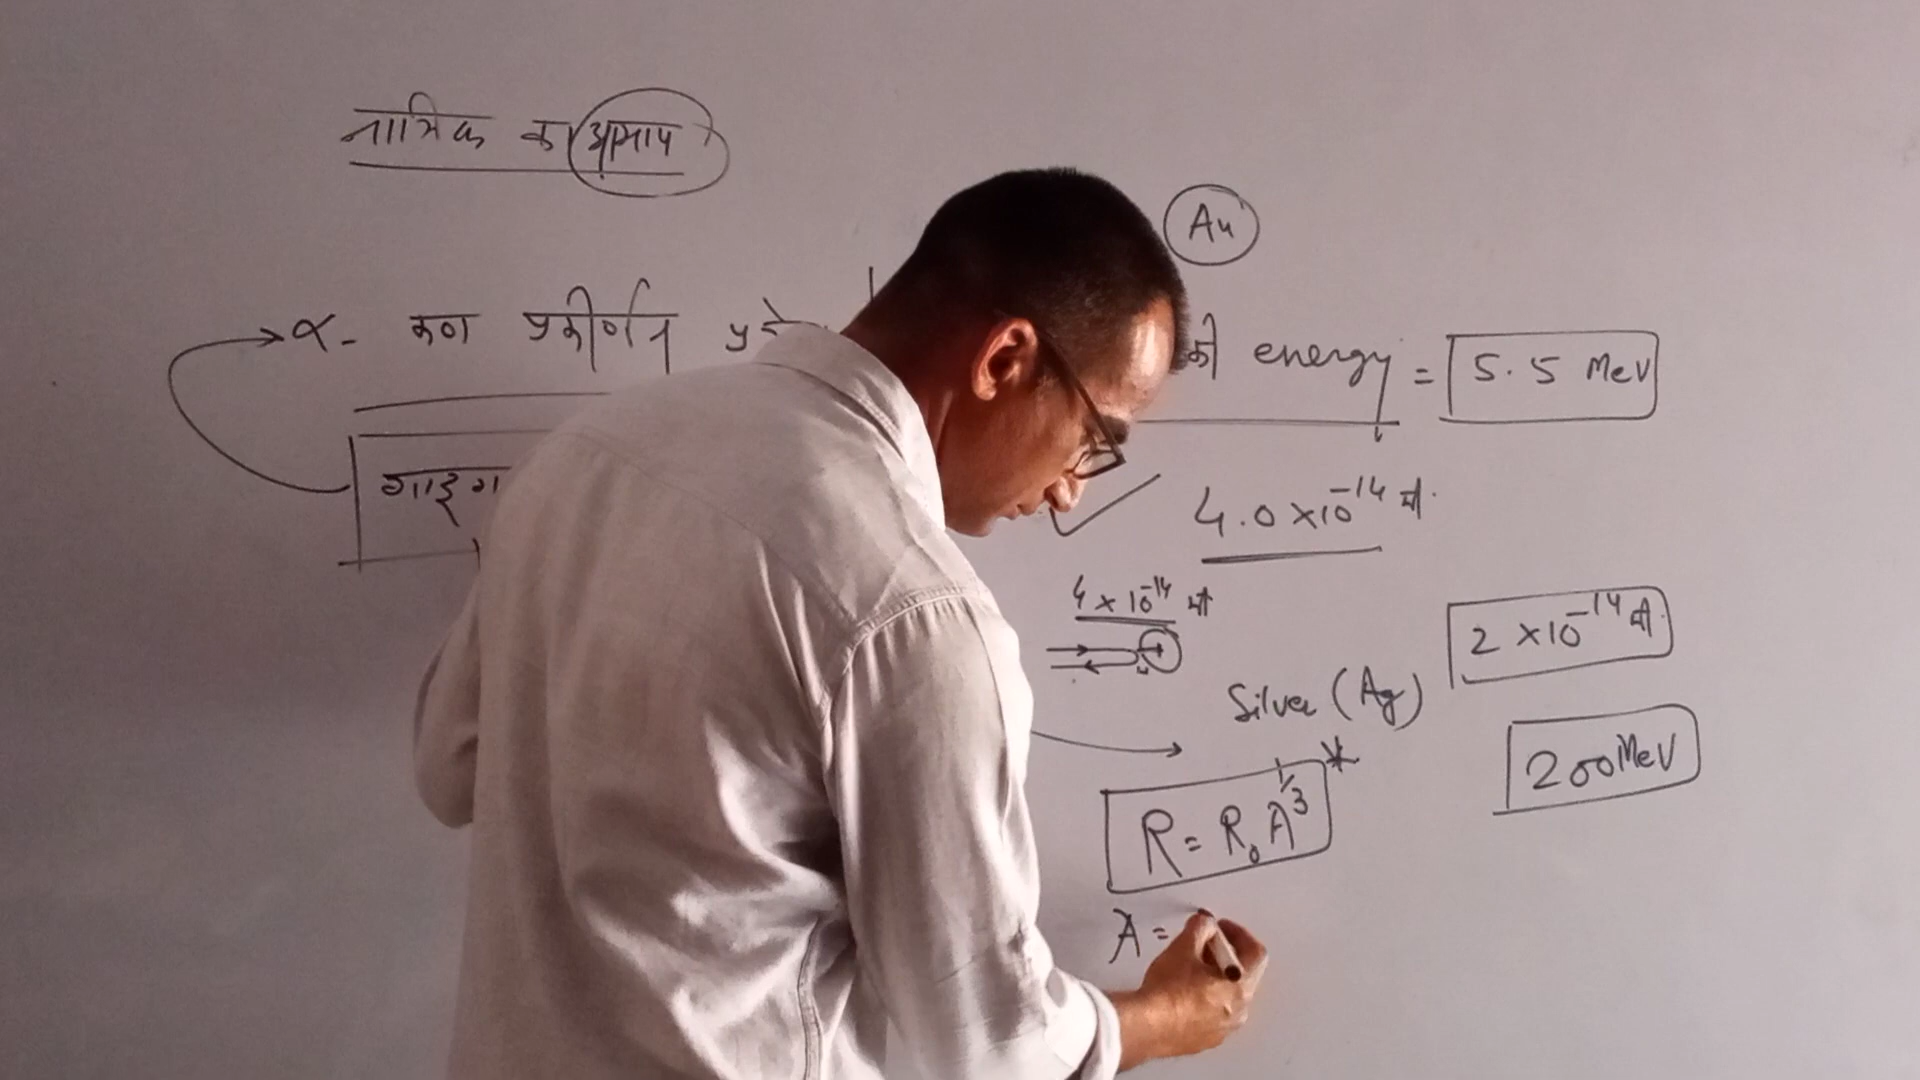 नाभिक का आमाप
Au
α- कण प्रकीर्णन
की energy = 5.5 MeV
गाइग
4.0 ×10⁻¹⁴ मी.
4 × 10⁻¹⁴ मी
2 ×10⁻¹⁴ मी.
Silver (Ag)
200 MeV
R = R₀ A^1/3 *
A =